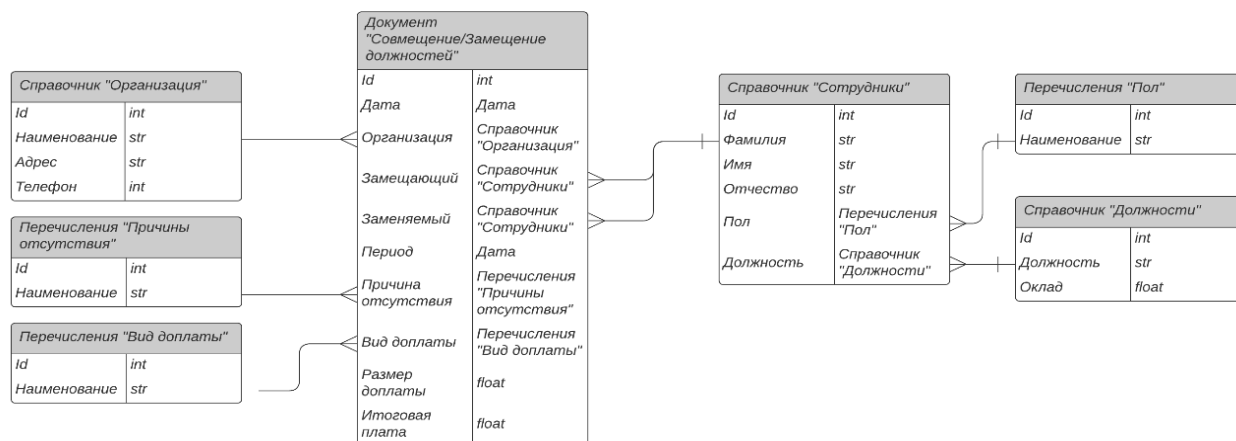 Справочник "Организация"
Id int
Наименование str
Адрес str
Телефон int
Перечисления "Причины
отсутствия"
Id int
Наименование str
Перечисления "Вид доплаты"
Id int
Наименование str
Документ
"Совмещение/Замещение
должностей"
Id int
Дата Дата
Организация Справочник
"Организация"
Замещающий Справочник
"Сотрудники"
Заменяемый Справочник
"Сотрудники"
Период Дата
Причина Перечисления
отсутствия "Причины
отсутствия"
Вид доплаты Перечисления
"Вид доплаты"
Размер
доплаты float
Итоговая
плата float
Справочник "Сотрудники"
Id int
Фамилия str
Имя str
Отчество str
Пол Перечисления
"Пол"
Должность Справочник
"Должности"
Перечисления "Пол"
Id int
Наименование str
Справочник "Должности"
Id int
Должность str
Оклад float